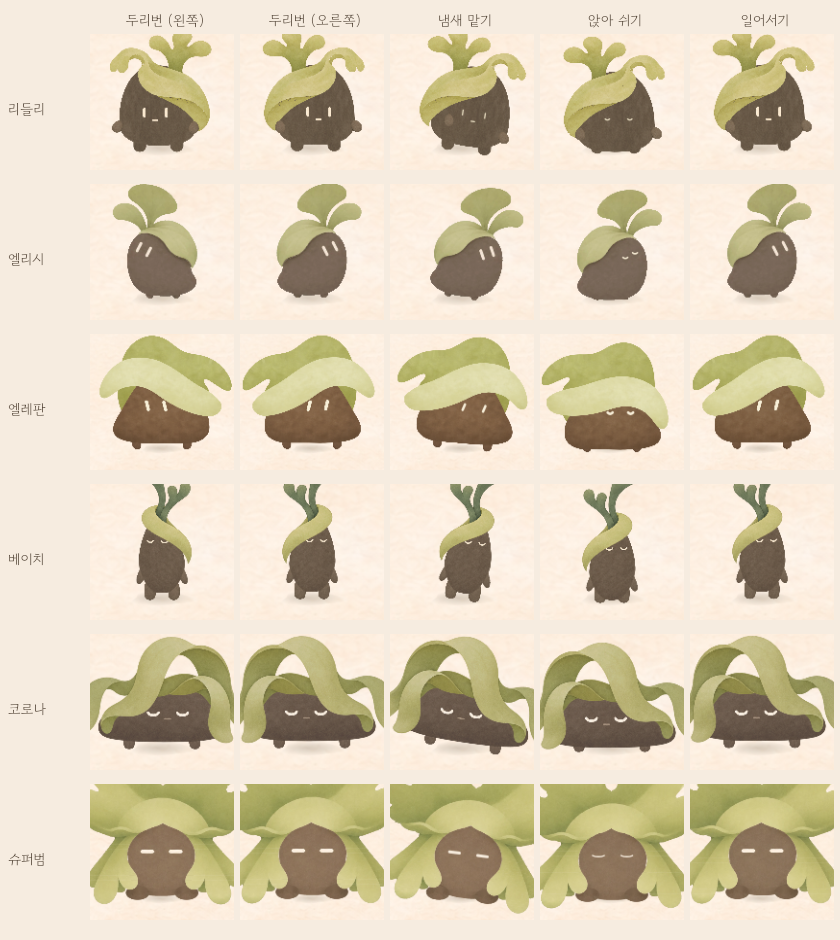 두리번 (왼쪽) 두리번 (오른쪽) 냄새 맡기 앉아 쉬기 일어서기
리들리
엘리시
엘레판
베이치
코로나
슈퍼범